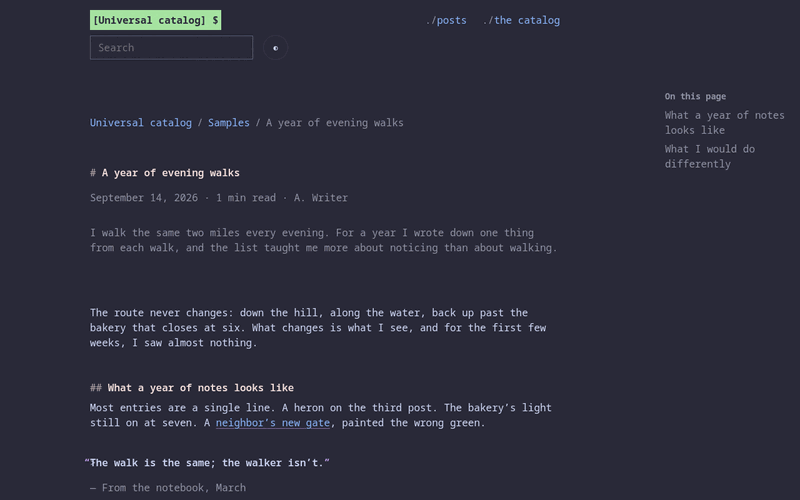 [Universal catalog] $
./posts ./the catalog
Search
Universal catalog / Samples / A year of evening walks
# A year of evening walks
September 14, 2026 · 1 min read · A. Writer
I walk the same two miles every evening. For a year I wrote down one thing
from each walk, and the list taught me more about noticing than about walking.
The route never changes: down the hill, along the water, back up past the
bakery that closes at six. What changes is what I see, and for the first few
weeks, I saw almost nothing.
## What a year of notes looks like
Most entries are a single line. A heron on the third post. The bakery’s light
still on at seven. A neighbor’s new gate, painted the wrong green.
“The walk is the same; the walker isn’t.”
— From the notebook, March
On this page
What a year of notes
looks like
What I would do
differently